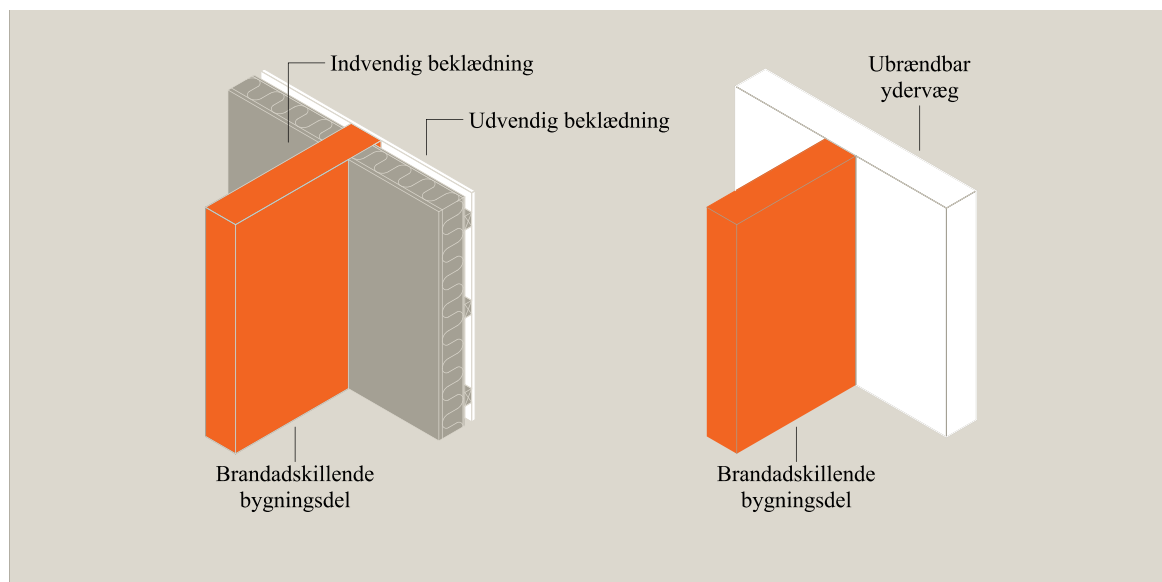 Indvendig beklædning
Udvendig beklædning
Brandadskillende
bygningsdel
Ubrændbar
ydervæg
Brandadskillende
bygningsdel